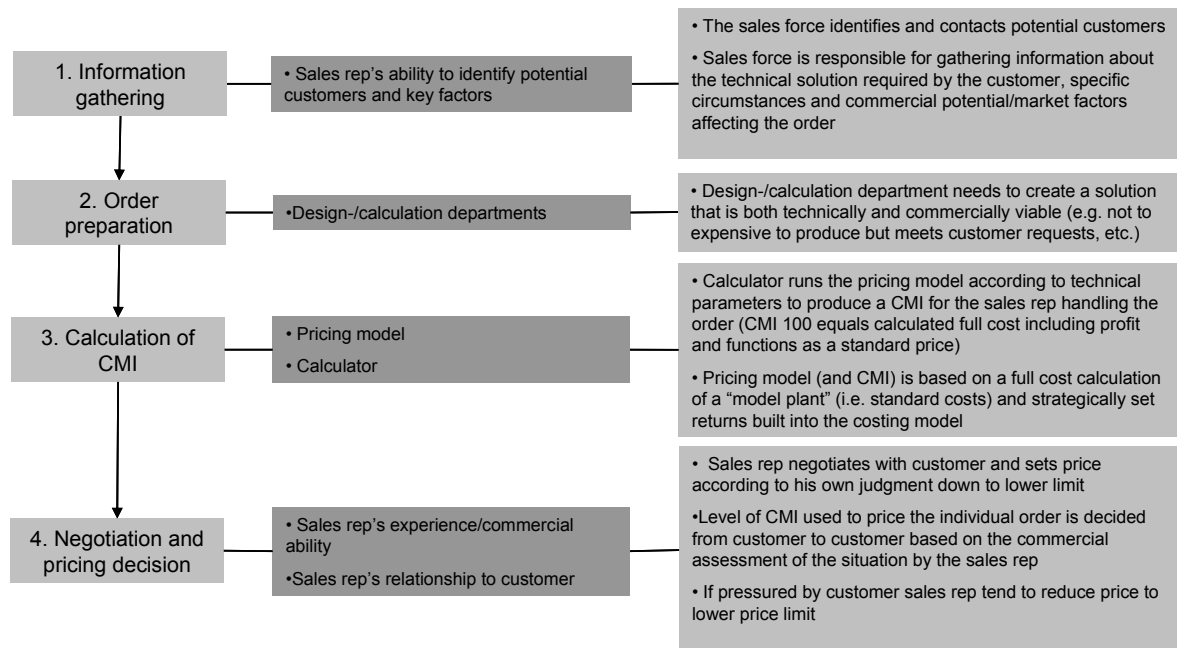 1. Information
gathering
• Sales rep's ability to identify potential
customers and key factors
• The sales force identifies and contacts potential customers
• Sales force is responsible for gathering information about
the technical solution required by the customer, specific
circumstances and commercial potential/market factors
affecting the order
2. Order
preparation
•Design-/calculation departments
• Design-/calculation department needs to create a solution
that is both technically and commercially viable (e.g. not to
expensive to produce but meets customer requests, etc.)
3. Calculation of
CMI
• Pricing model
• Calculator
• Calculator runs the pricing model according to technical
parameters to produce a CMI for the sales rep handling the
order (CMI 100 equals calculated full cost including profit
and functions as a standard price)
• Pricing model (and CMI) is based on a full cost calculation
of a “model plant” (i.e. standard costs) and strategically set
returns built into the costing model
4. Negotiation and
pricing decision
• Sales rep's experience/commercial
ability
•Sales rep's relationship to customer
• Sales rep negotiates with customer and sets price
according to his own judgment down to lower limit
•Level of CMI used to price the individual order is decided
from customer to customer based on the commercial
assessment of the situation by the sales rep
• If pressured by customer sales rep tend to reduce price to
lower price limit